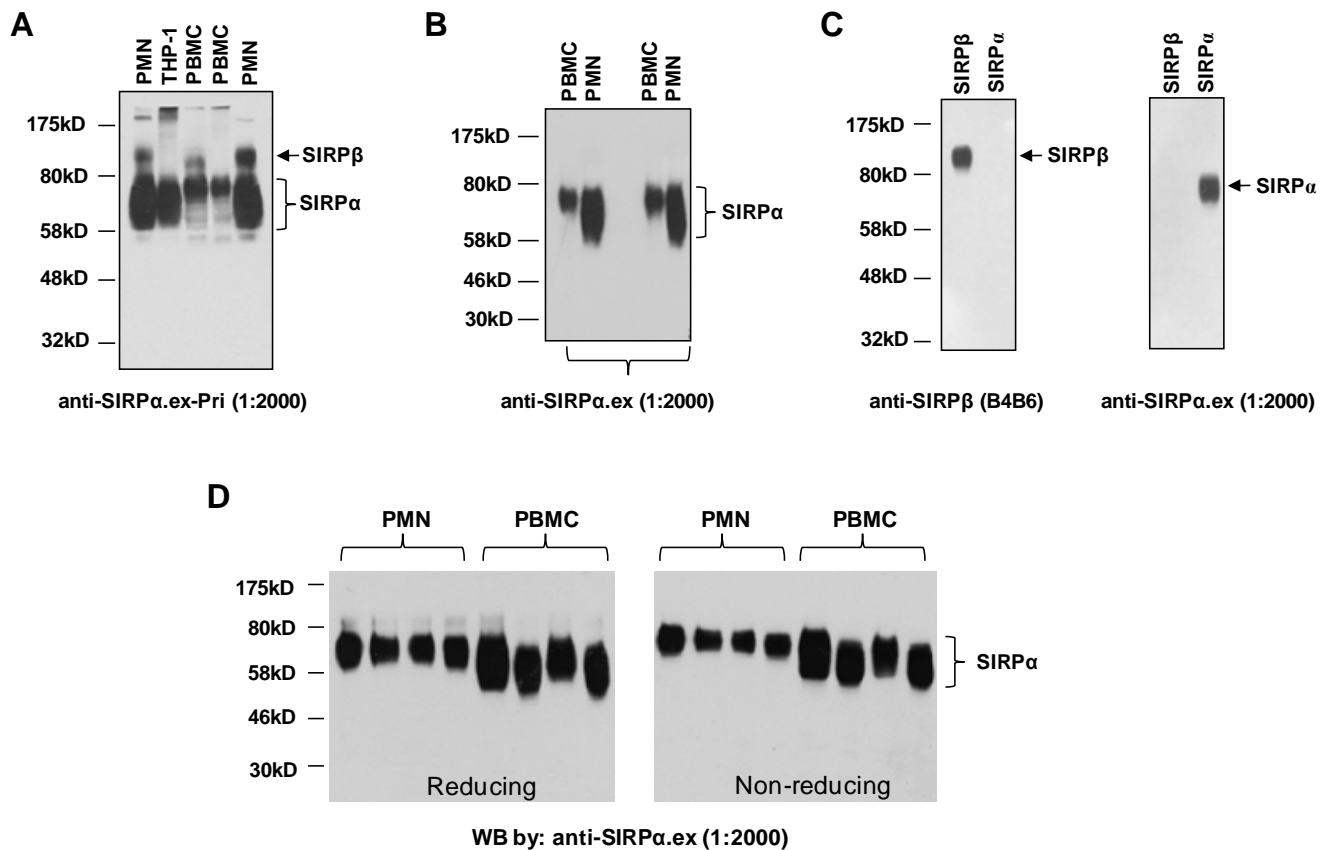 A
PMN
THP-1
PBMC
PBMC
PMN
175kD
80kD
58kD
48kD
32kD
SIRPβ
SIRPα
anti-SIRPα.ex-Pri (1:2000)
B
PBMC
PMN
PBMC
PMN
175kD
80kD
58kD
46kD
30kD
SIRPα
anti-SIRPα.ex (1:2000)
C
SIRPβ
SIRPα
175kD
80kD
58kD
48kD
32kD
SIRPβ
anti-SIRPβ (B4B6)
SIRPβ
SIRPα
SIRPα
anti-SIRPα.ex (1:2000)
D
PMN
PBMC
PMN
PBMC
175kD
80kD
58kD
46kD
30kD
SIRPα
Reducing
Non-reducing
WB by: anti-SIRPα.ex (1:2000)